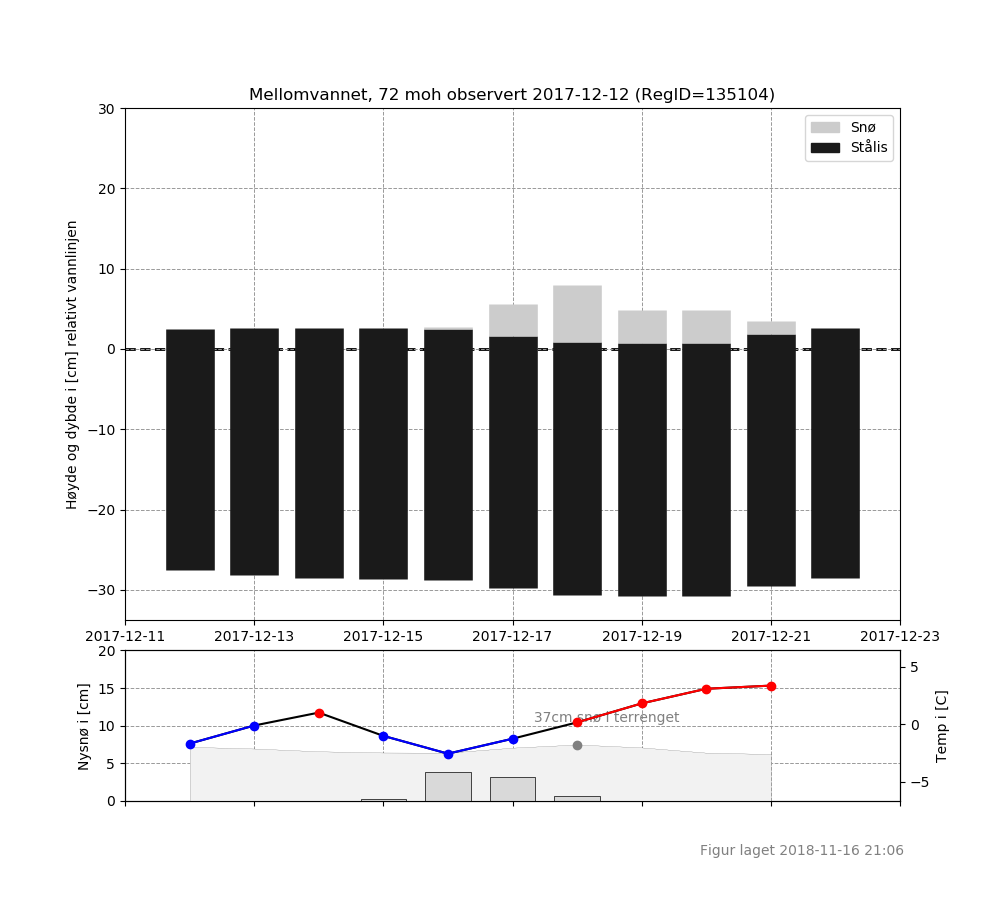 Mellomvannet, 72 moh observert 2017-12-12 (RegID=135104)
30
20
10
0
−10
−20
−30
Høyde og dybde i [cm] relativt vannlinjen
Snø
Stålis
2017-12-11
2017-12-13
2017-12-15
2017-12-17
2017-12-19
2017-12-21
2017-12-23
20
15
10
5
0
Nysnø i [cm]
37cm snø i terrenget
5
0
−5
Temp i [C]
Figur laget 2018-11-16 21:06